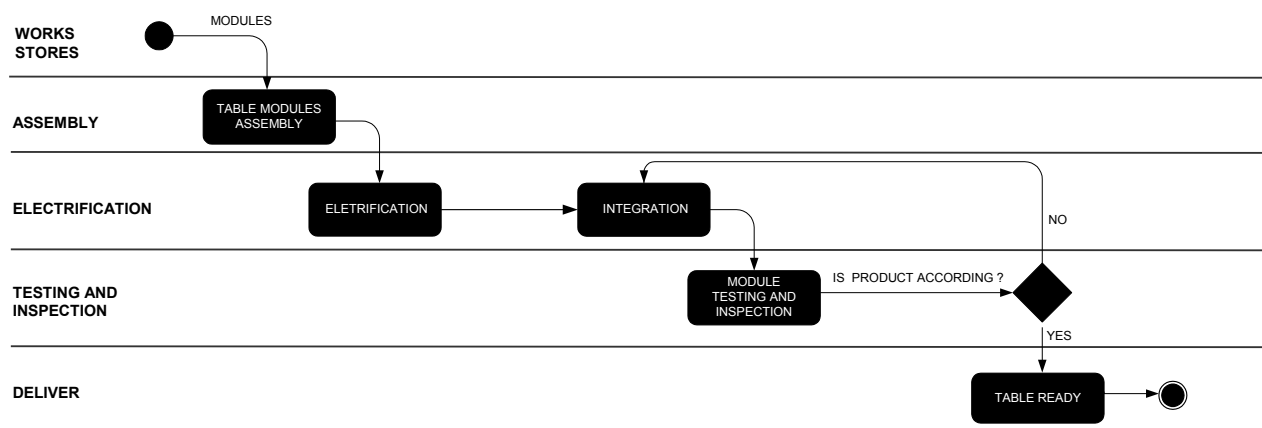 WORKS
STORES
MODULES
ASSEMBLY
TABLE MODULES
ASSEMBLY
ELECTRIFICATION
ELETRIFICATION
INTEGRATION
NO
TESTING AND
INSPECTION
MODULE
TESTING AND
INSPECTION
IS PRODUCT ACCORDING ?
YES
DELIVER
TABLE READY